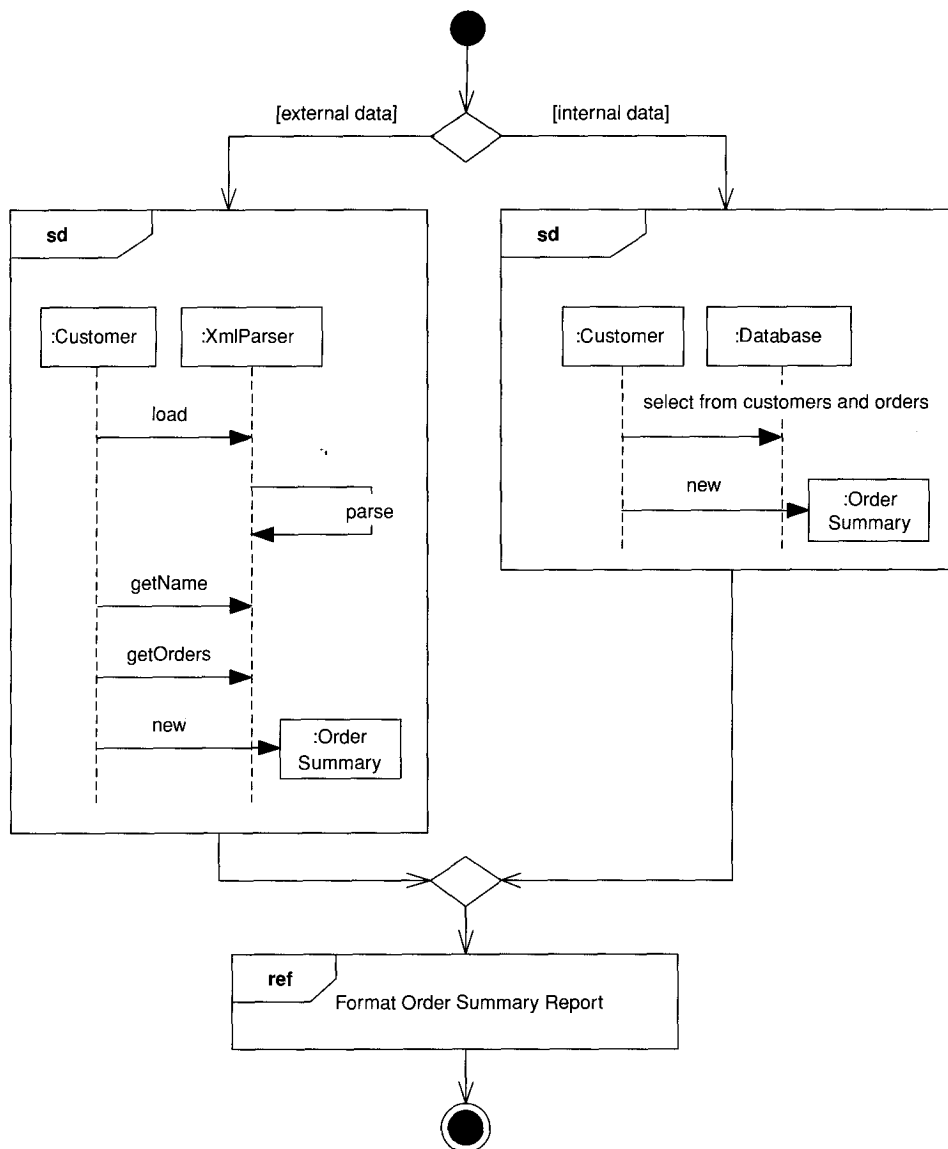 [external data]
[internal data]
sd
:Customer
:XmlParser
load
parse
getName
getOrders
new
:Order
Summary
sd
:Customer
:Database
select from customers and orders
new
:Order
Summary
ref
Format Order Summary Report